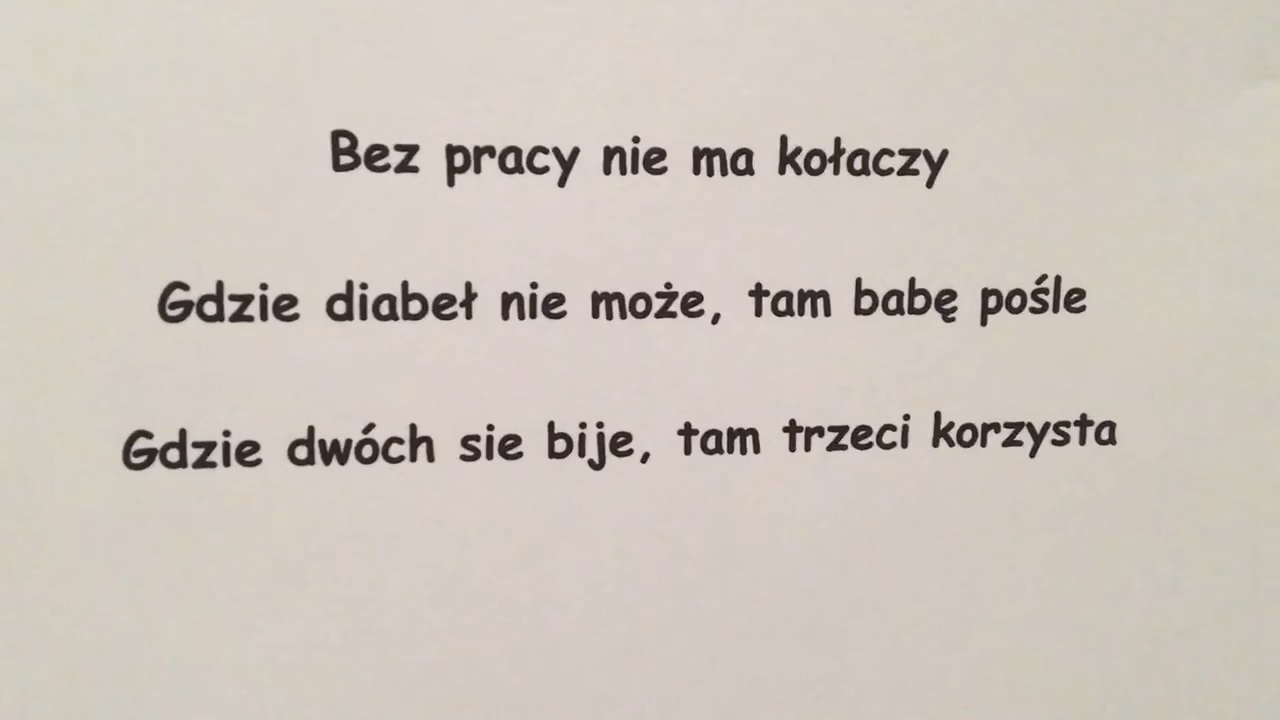 Bez pracy nie ma kołaczy
Gdzie diabeł nie może, tam babę pośle
Gdzie dwóch sie bije, tam trzeci korzysta